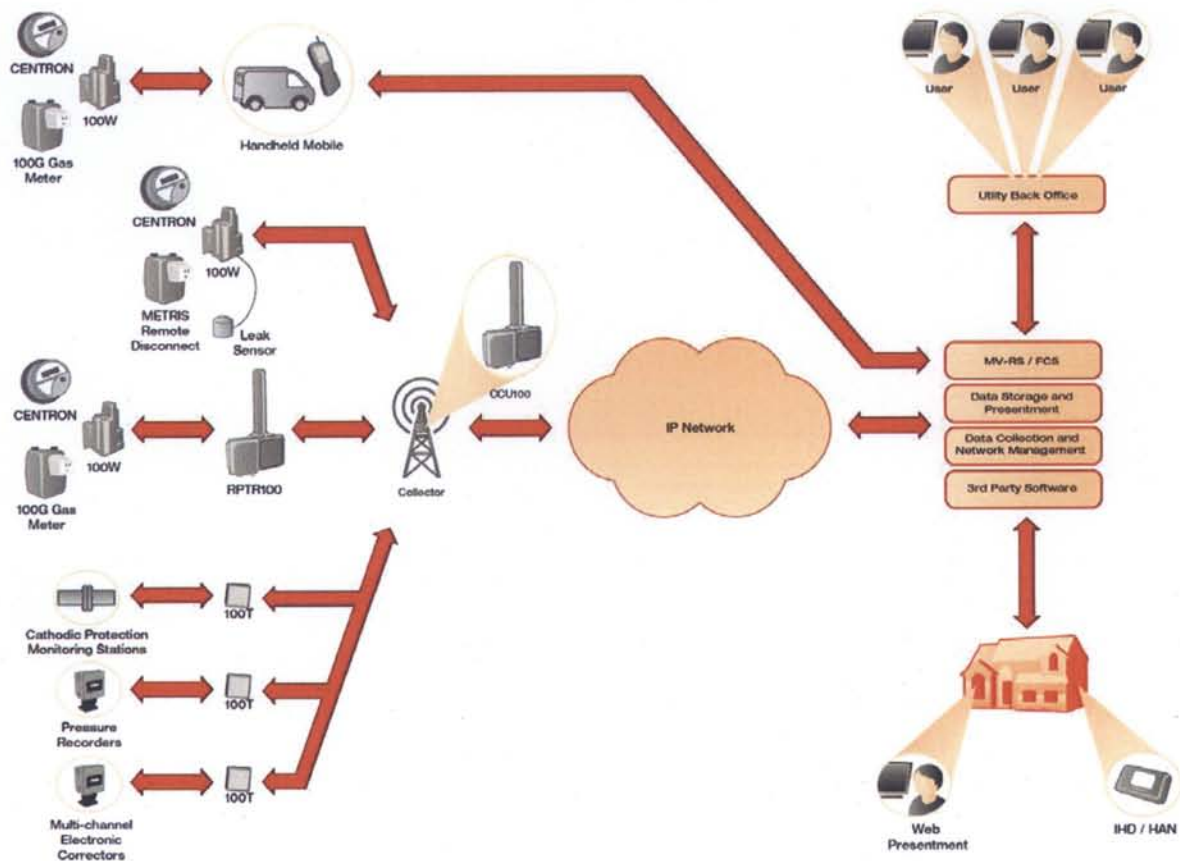 CENTRON
100W
100G Gas
Meter
Handheld Mobile
User
User
User
Utility Back Office
CENTRON
100W
METRIS
Remote
Disconnect
Leak
Sensor
CCU100
MV-RS / FCS
Data Storage and
Presentment
Data Collection and
Network Management
3rd Party Software
IP Network
CENTRON
100W
100G Gas
Meter
RPTR100
Collector
Cathodic Protection
Monitoring Stations
100T
Pressure
Recorders
100T
Multi-channel
Electronic
Correctors
100T
Web
Presentment
IHD / HAN